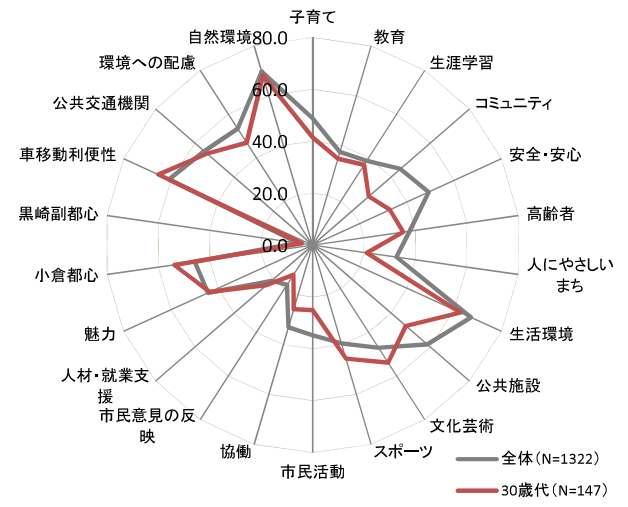 子育て
教育
生涯学習
コミュニティ
安全・安心
高齢者
人にやさしい
まち
生活環境
公共施設
文化芸術
スポーツ
市民活動
協働
市民意見の反
映
人材・就業支
援
魅力
小倉都心
黒崎副都心
車移動利便性
公共交通機関
環境への配慮
自然環境
80.0
60.0
40.0
20.0
0.0
全体(N=1322)
30歳代(N=147)